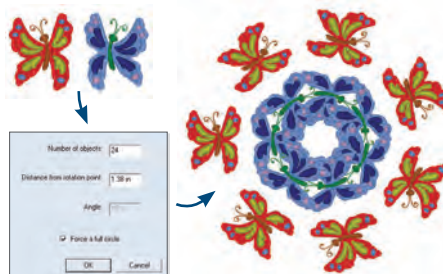 Number of objects: 24
Distance from rotation point: 1.38 in
Angle:
Force a full circle
OK Cancel